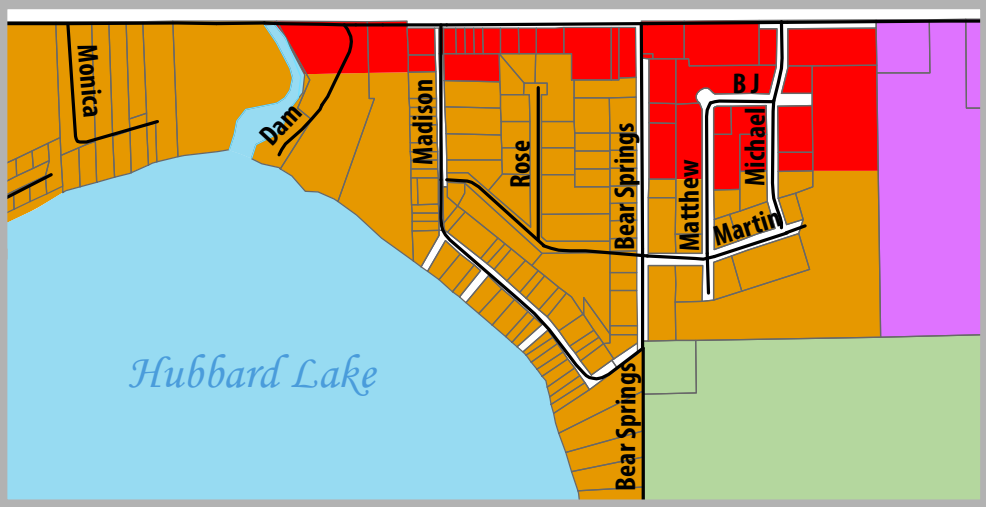 Monica
Dam
Madison
Rose
Bear Springs
Matthew
B J
Michael
Martin
Hubbard Lake
Bear Springs